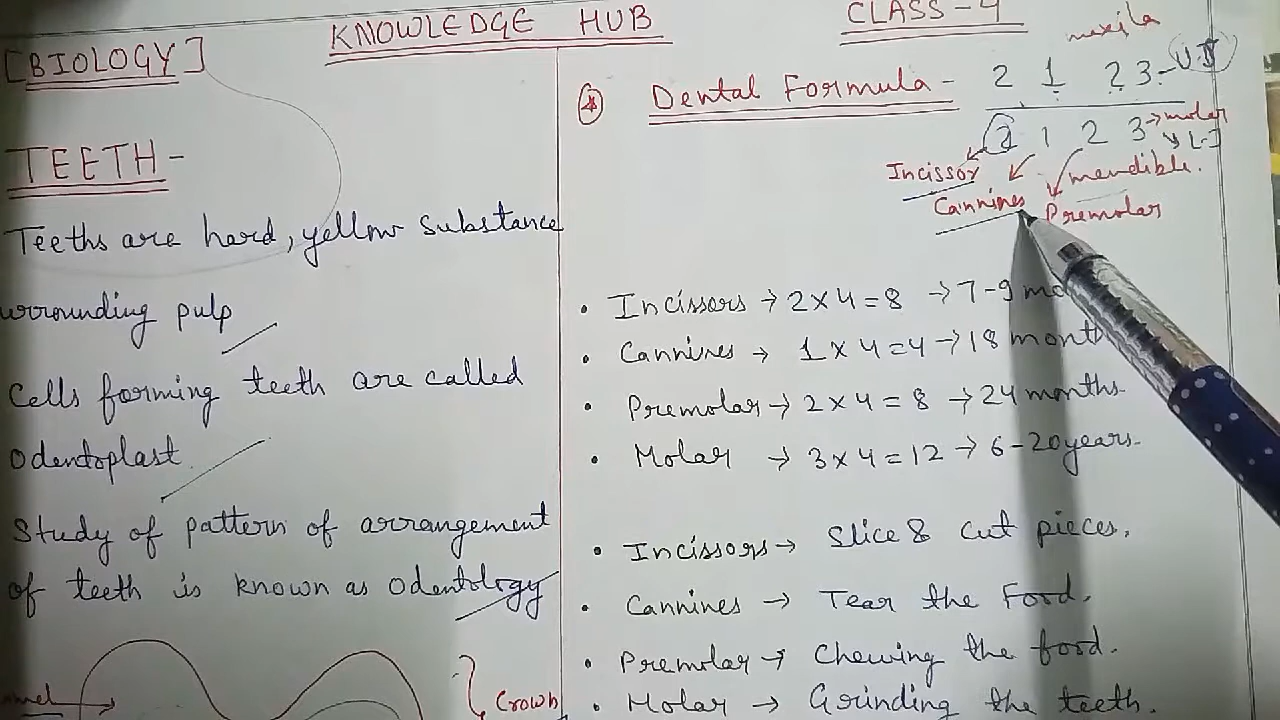 KNOWLEDGE HUB
CLASS-4
[BIOLOGY]
TEETH-
Teeths are hard, yellow substance
urrounding pulp
Cells forming teeth are called
Odentoplast
Study of pattern of arrangement
of teeth is known as Odentology
Crown
maxila
Dental Formula- 2 1 2 3-U.J
2 1 2 3→molar
L-J
Incissor
mendible.
Cannines
Premolar
• Incissors → 2×4=8 → 7-9 mo
• Cannines → 1×4=4 → 18 month
• Premolar → 2×4=8 → 24 months.
• Molar → 3×4=12 → 6-20 years.
• Incissors → Slice & cut pieces.
• Cannines → Tear the Food.
• Premolar → Chewing the food.
• Molar → Grinding the teeth.